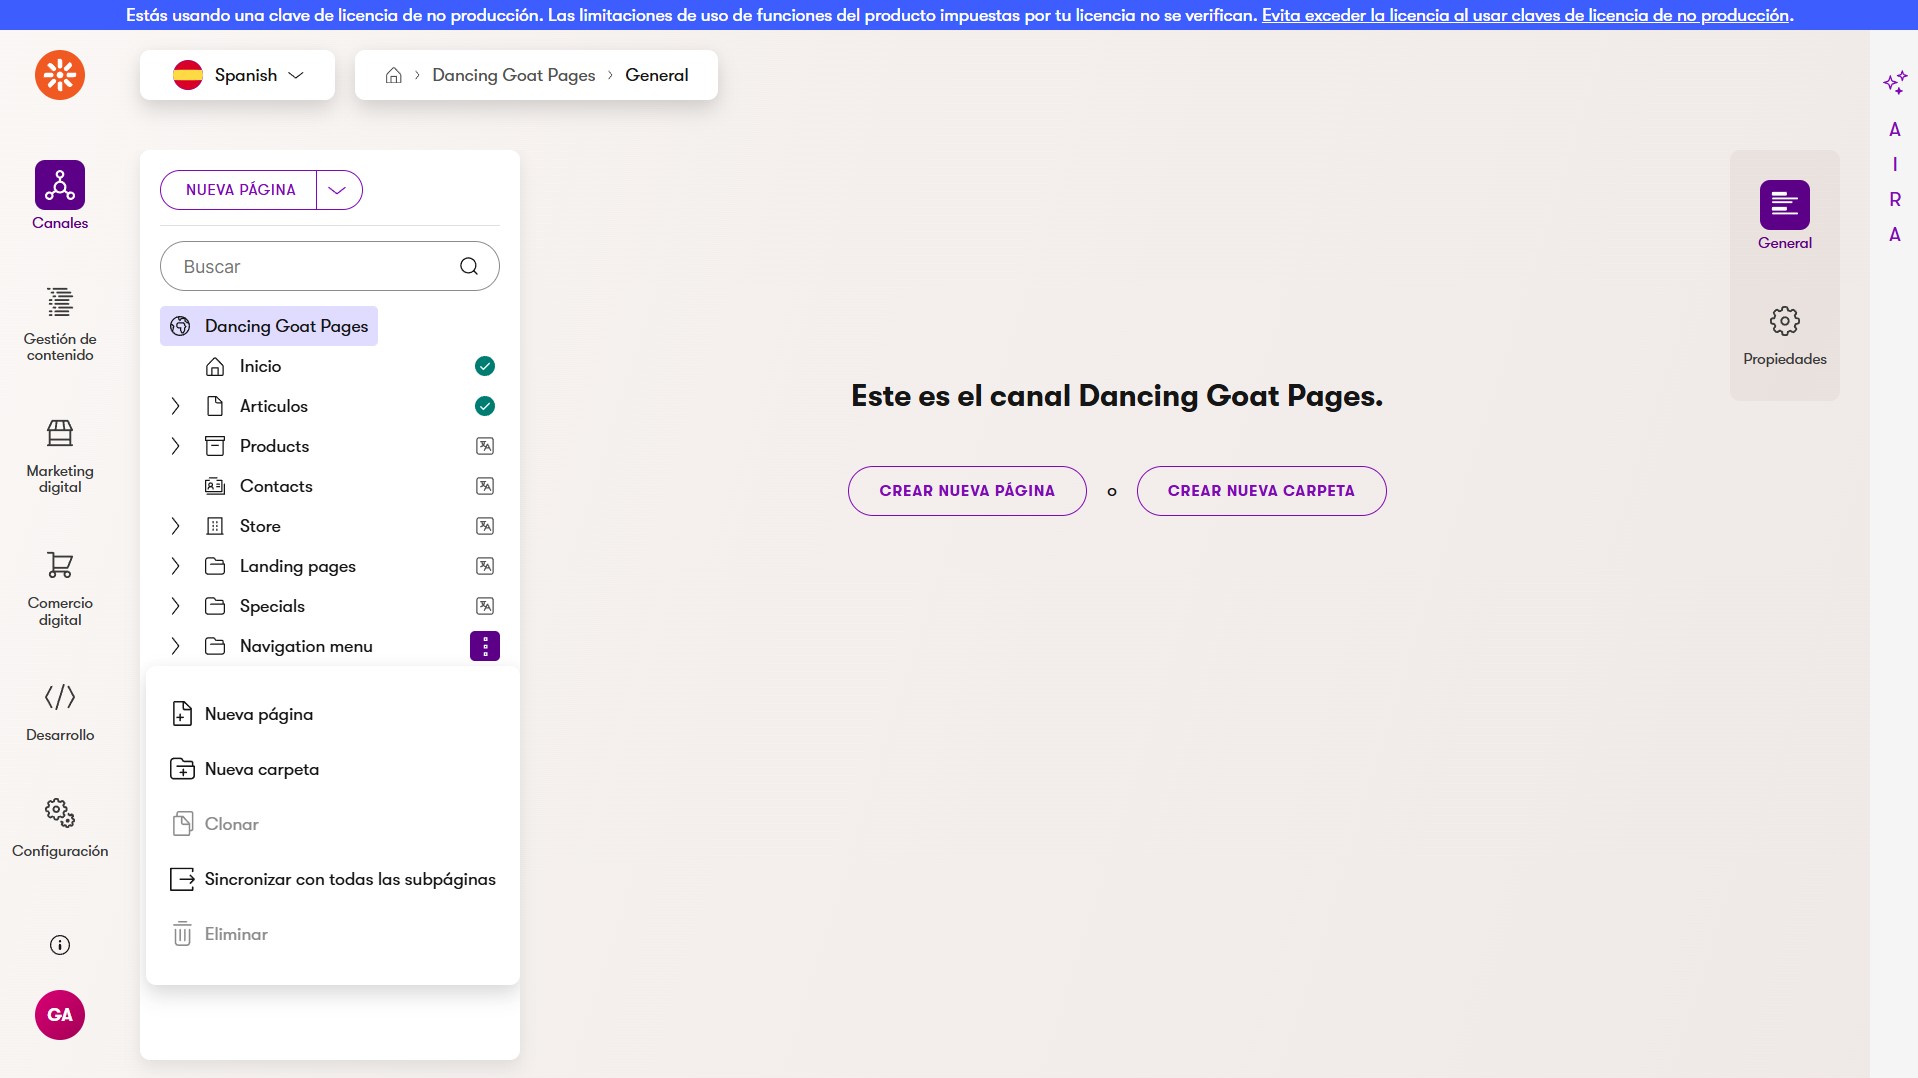 Estás usando una clave de licencia de no producción. Las limitaciones de uso de funciones del producto impuestas por tu licencia no se verifican. Evita exceder la licencia al usar claves de licencia de no producción.
Spanish
Dancing Goat Pages
General
Canales
Gestión de
contenido
Marketing
digital
Comercio
digital
Desarrollo
Configuración
GA
NUEVA PÁGINA
Buscar
Dancing Goat Pages
Inicio
Articulos
Products
Contacts
Store
Landing pages
Specials
Navigation menu
Nueva página
Nueva carpeta
Clonar
Sincronizar con todas las subpáginas
Eliminar
Este es el canal Dancing Goat Pages.
CREAR NUEVA PÁGINA
o
CREAR NUEVA CARPETA
General
Propiedades
A
I
R
A